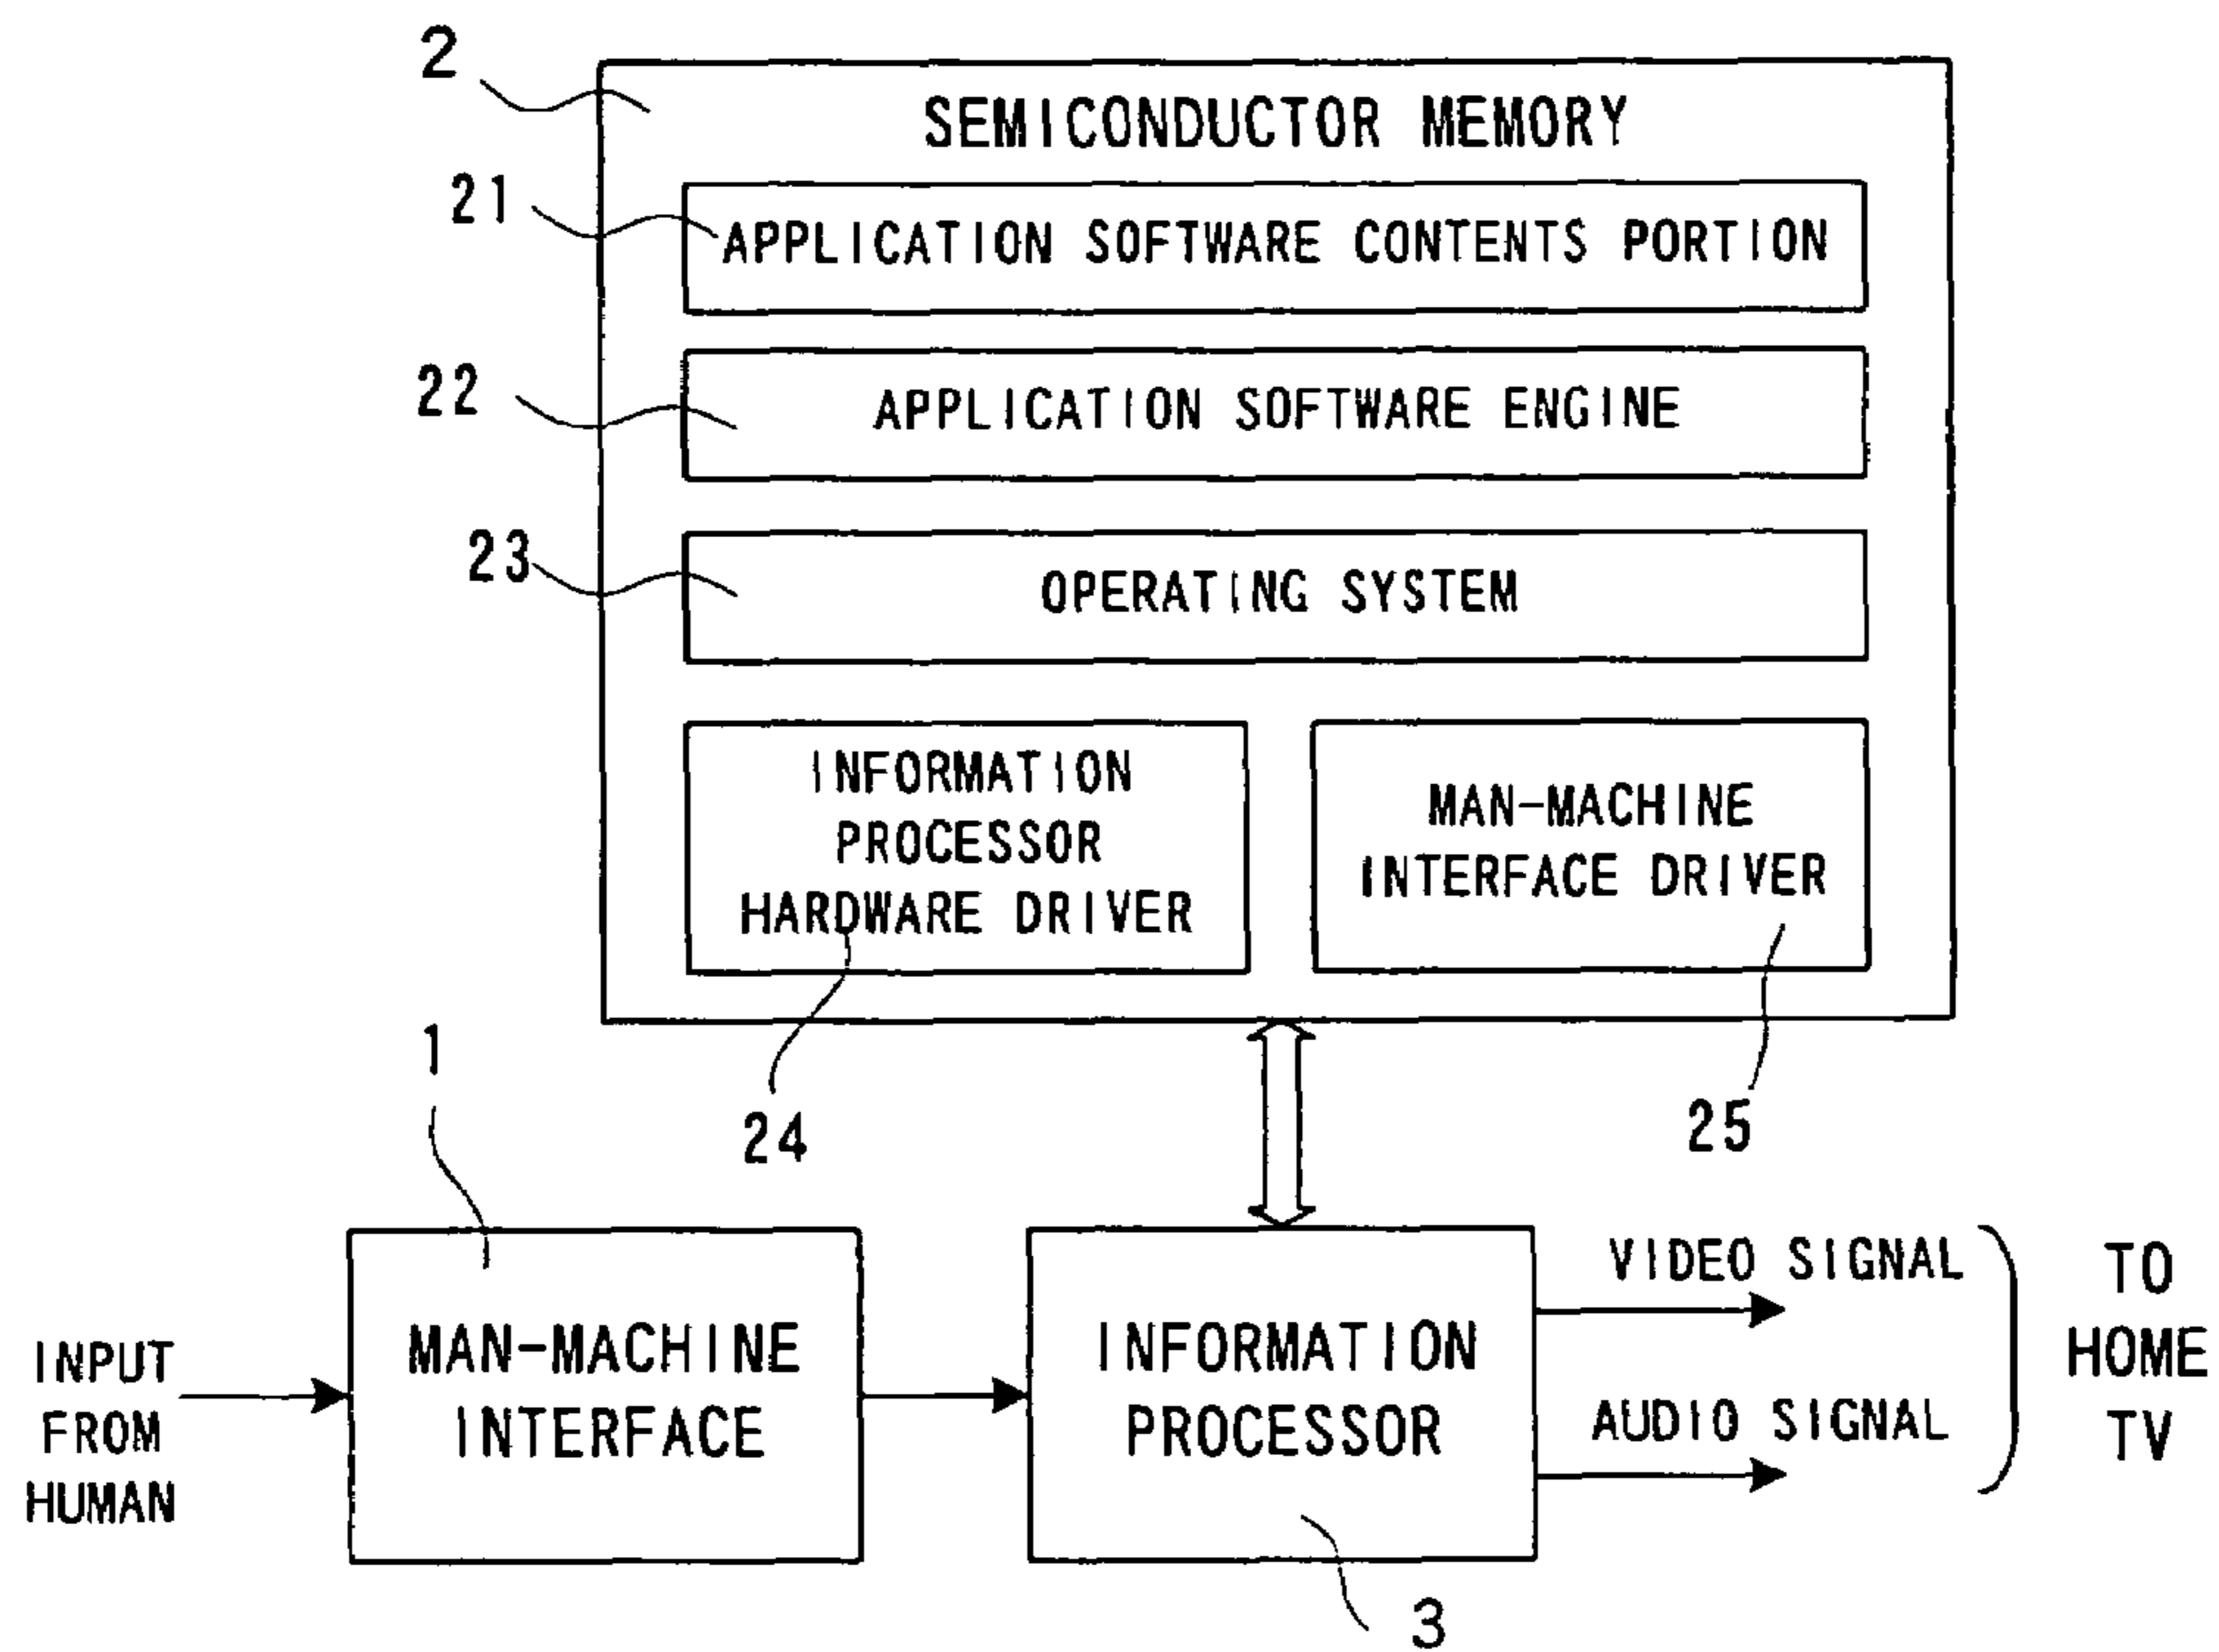 2
SEMICONDUCTOR MEMORY
21
APPLICATION SOFTWARE CONTENTS PORTION
22
APPLICATION SOFTWARE ENGINE
23
OPERATING SYSTEM
INFORMATION
PROCESSOR
HARDWARE DRIVER
MAN-MACHINE
INTERFACE DRIVER
24
25
1
INPUT
FROM
HUMAN
MAN-MACHINE
INTERFACE
INFORMATION
PROCESSOR
3
VIDEO SIGNAL
AUDIO SIGNAL
TO
HOME
TV